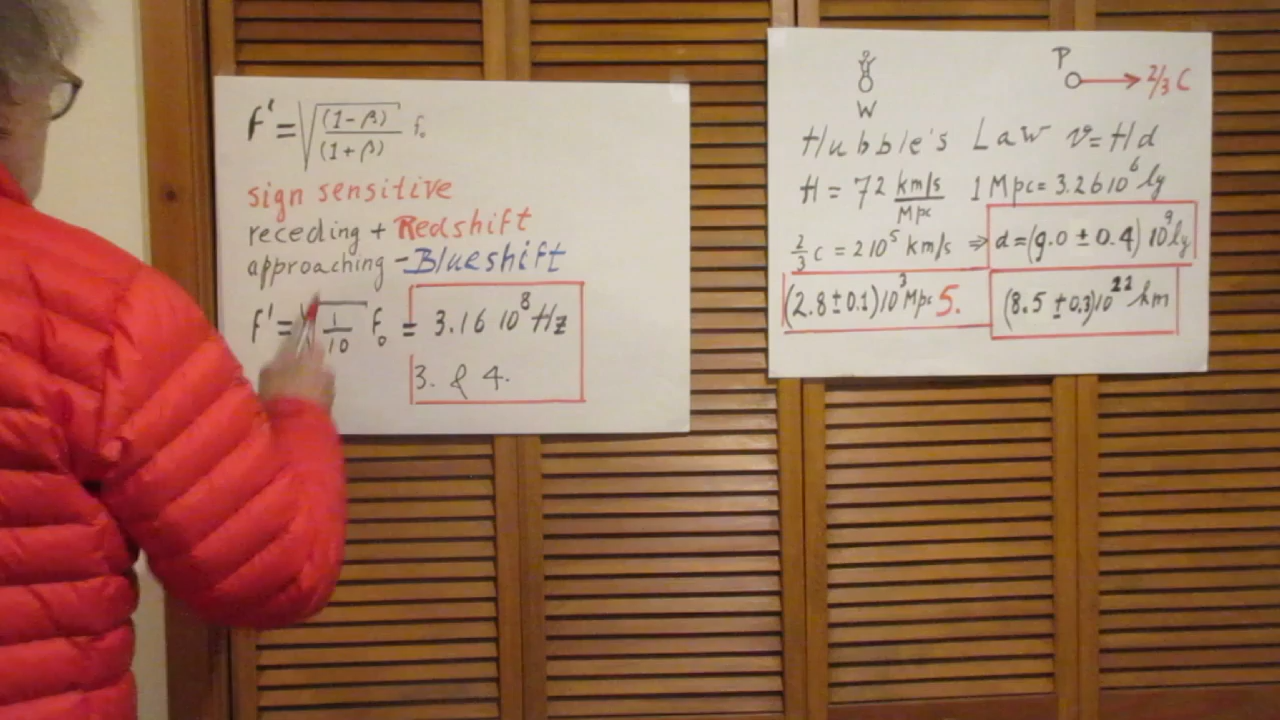 f' = √((1-β)/(1+β)) f₀
sign sensitive
receding + Redshift
approaching - Blueshift
f' = √(1/10) f₀ = 3.16 10⁸ Hz
3. & 4.
P
2/3 C
W
Hubble's Law v = Hd
H = 72 km/s/Mpc 1 Mpc = 3.26 10⁶ ly
2/3 c = 2 10⁵ km/s ⇒ d = (9.0 ± 0.4) 10⁹ ly
(2.8 ± 0.1) 10³ Mpc 5. (8.5 ± 0.3) 10²² km